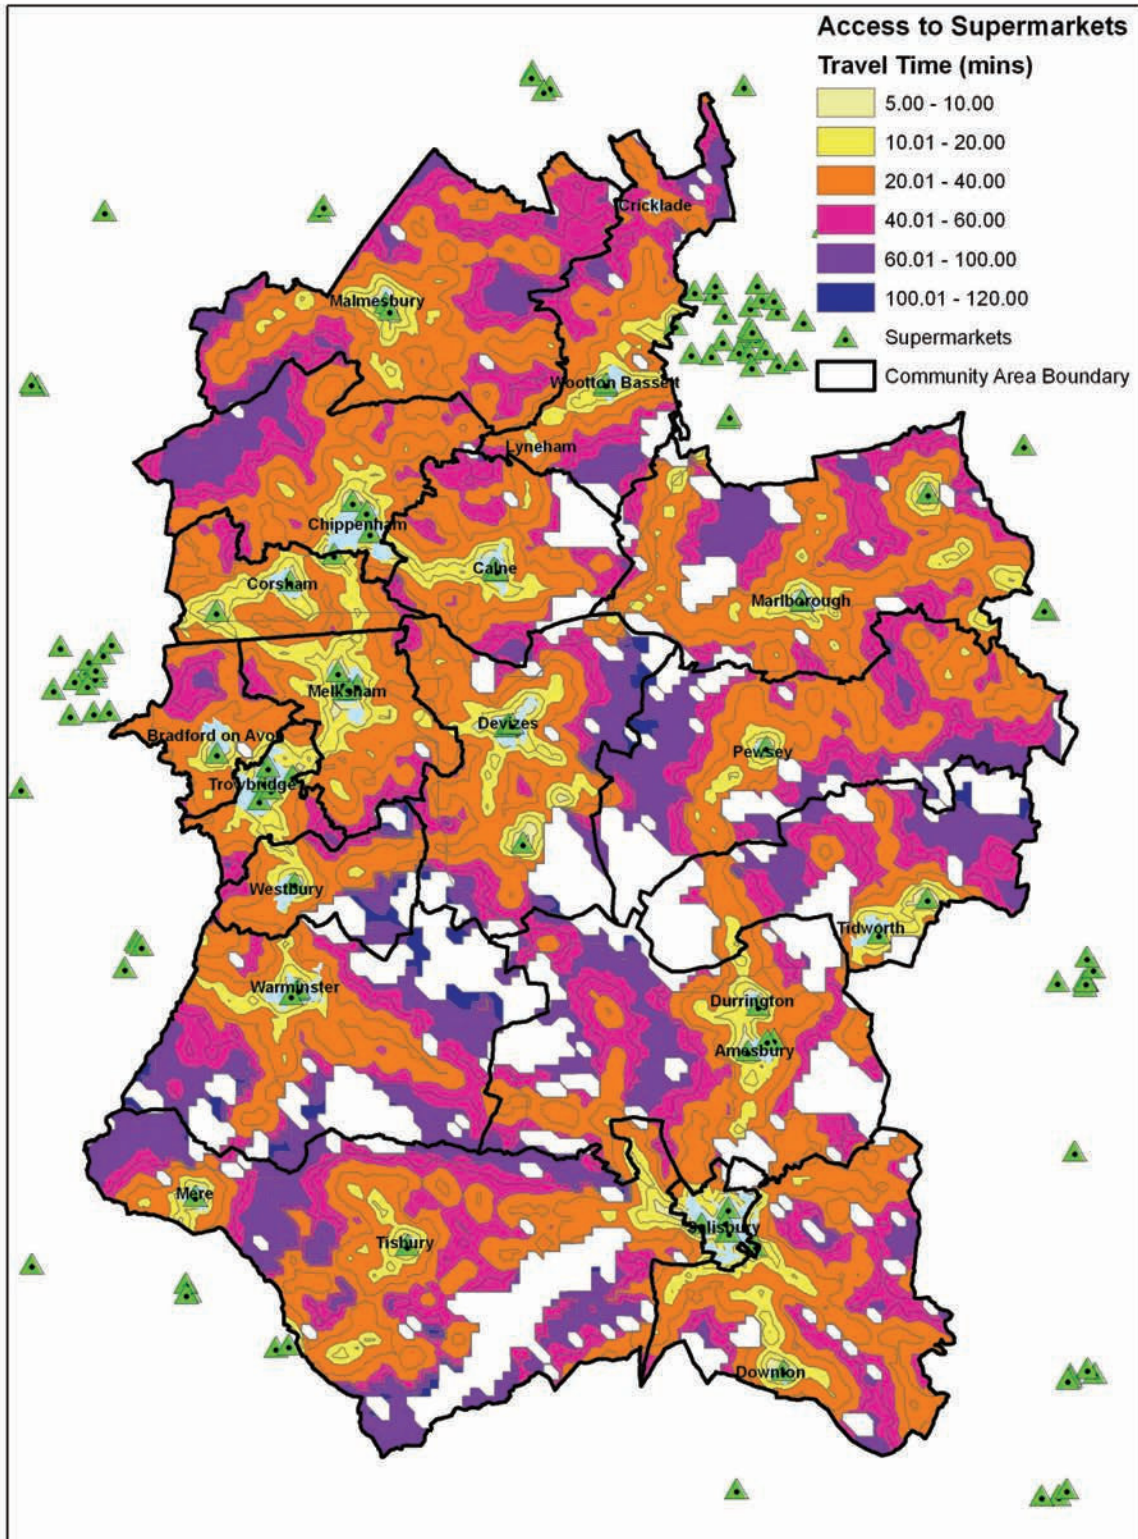 Access to Supermarkets
Travel Time (mins)
5.00 - 10.00
10.01 - 20.00
20.01 - 40.00
40.01 - 60.00
60.01 - 100.00
100.01 - 120.00
Supermarkets
Community Area Boundary
Cricklade
Malmesbury
Wootton Bassett
Lyneham
Chippenham
Calne
Corsham
Marlborough
Melksham
Devizes
Bradford on Avon
Pewsey
Trowbridge
Westbury
Tidworth
Warminster
Durrington
Amesbury
Mere
Salisbury
Tisbury
Downton